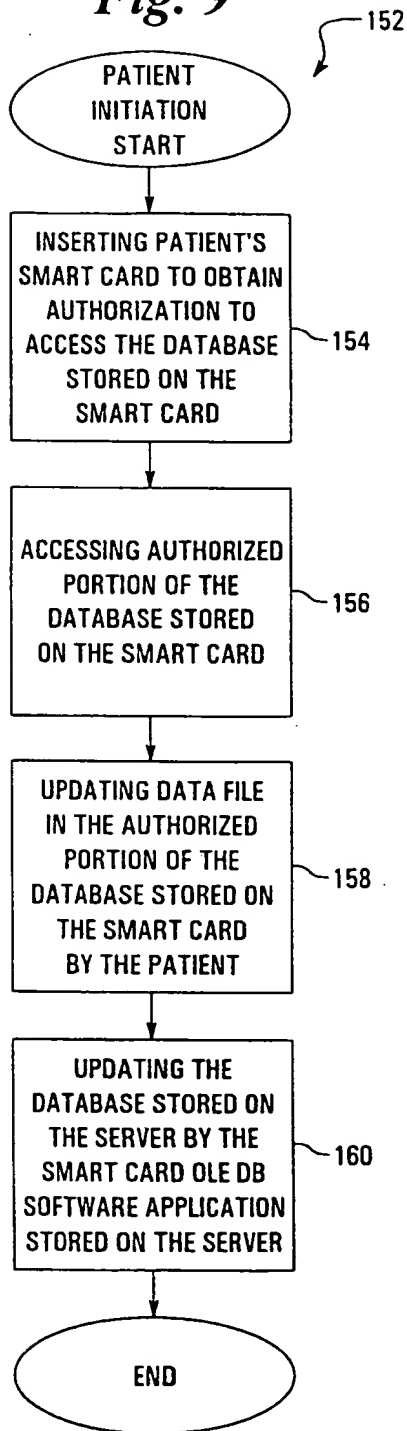 Fig. 9
152
PATIENT
INITIATION
START
INSERTING PATIENT'S
SMART CARD TO OBTAIN
AUTHORIZATION TO
ACCESS THE DATABASE
STORED ON THE
SMART CARD
154
ACCESSING AUTHORIZED
PORTION OF THE
DATABASE STORED
ON THE SMART CARD
156
UPDATING DATA FILE
IN THE AUTHORIZED
PORTION OF THE
DATABASE STORED ON
THE SMART CARD
BY THE PATIENT
158
UPDATING THE
DATABASE STORED ON
THE SERVER BY THE
SMART CARD OLE DB
SOFTWARE APPLICATION
STORED ON THE SERVER
160
END